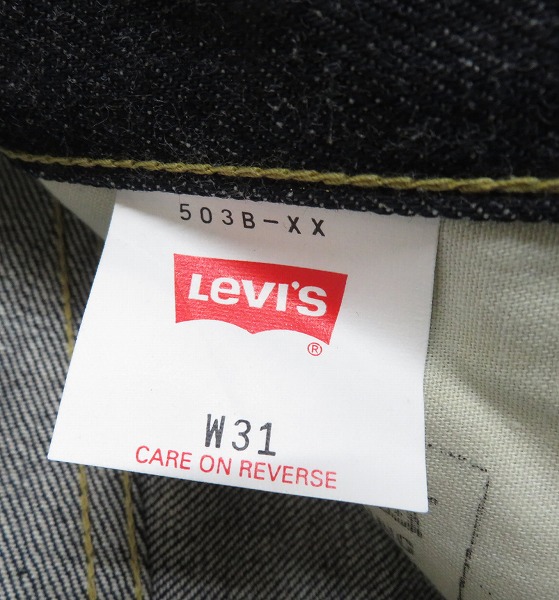 503B-XX
Levi's
®
W31
CARE ON REVERSE